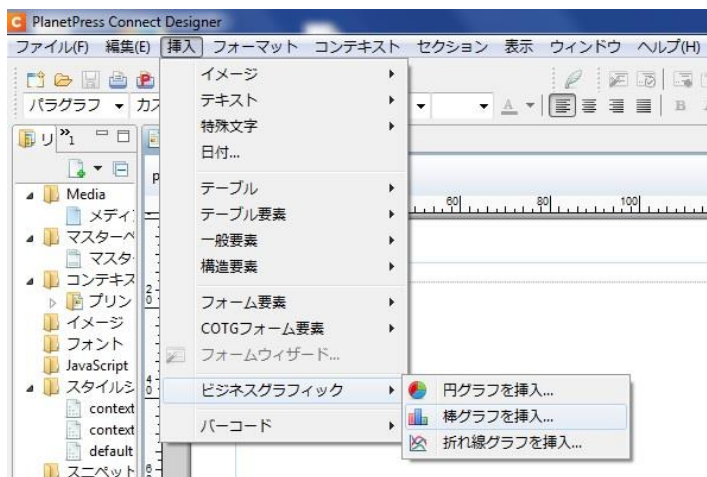 PlanetPress Connect Designer
ファイル(F) 編集(E) 挿入 フォーマット コンテキスト セクション 表示 ウィンドウ ヘルプ(H)
パラグラフ
イメージ
テキスト
特殊文字
日付...
テーブル
テーブル要素
一般要素
構造要素
フォーム要素
COTGフォーム要素
フォームウィザード...
ビジネスグラフィック
バーコード
円グラフを挿入...
棒グラフを挿入...
折れ線グラフを挿入...
リ
Media
メディ
マスターペ
マスタ
コンテキス
プリン
イメージ
フォント
JavaScript
スタイルシ
context
context
default
スニペット
60 80 100